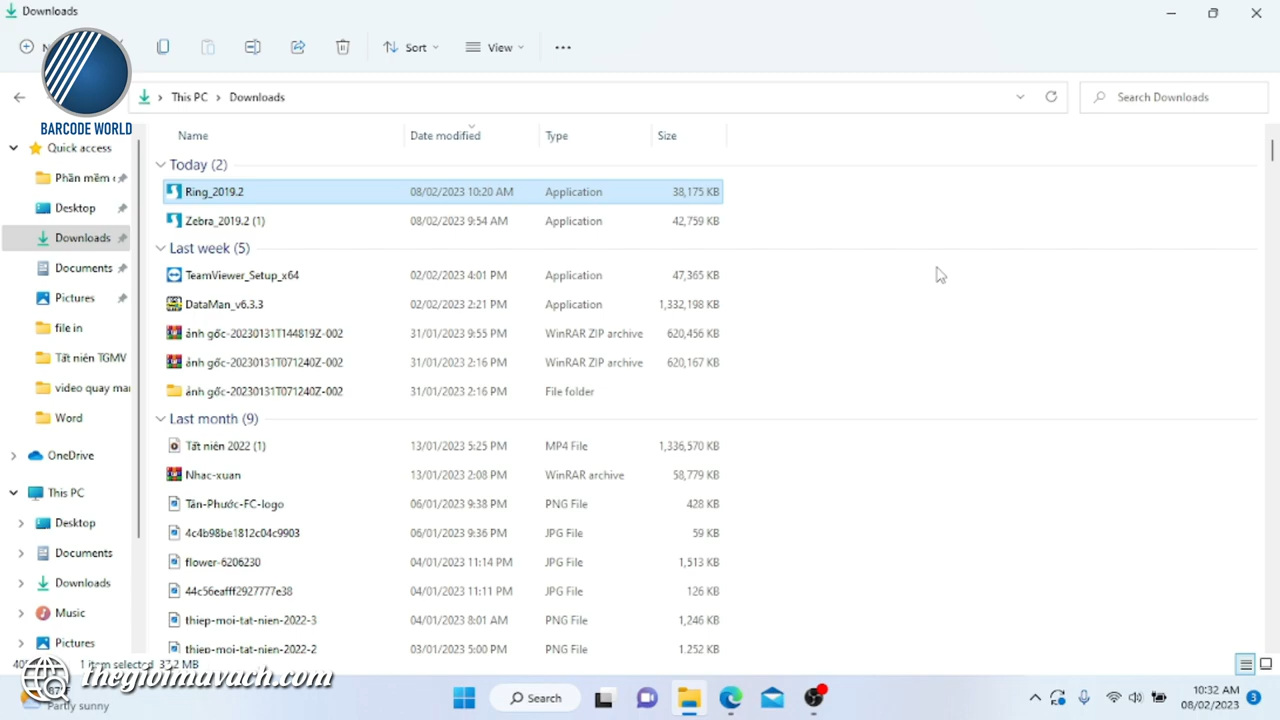 Downloads
Sort
View
This PC
Downloads
Search Downloads
BARCODE WORLD
Name
Date modified
Type
Size
Quick access
Phần mềm
Desktop
Downloads
Documents
Pictures
file in
Tất niên TGMV
video quay man
Word
OneDrive
This PC
Desktop
Documents
Downloads
Music
Pictures
Today (2)
Ring_2019.2 08/02/2023 10:20 AM Application 38,175 KB
Zebra_2019.2 (1) 08/02/2023 9:54 AM Application 42,759 KB
Last week (5)
TeamViewer_Setup_x64 02/02/2023 4:01 PM Application 47,365 KB
DataMan_v6.3.3 02/02/2023 2:21 PM Application 1,332,198 KB
ảnh gốc-20230131T144819Z-002 31/01/2023 9:55 PM WinRAR ZIP archive 620,456 KB
ảnh gốc-20230131T071240Z-002 31/01/2023 2:16 PM WinRAR ZIP archive 620,167 KB
ảnh gốc-20230131T071240Z-002 31/01/2023 2:16 PM File folder
Last month (9)
Tất niên 2022 (1) 13/01/2023 5:25 PM MP4 File 1,336,570 KB
Nhac-xuan 13/01/2023 2:08 PM WinRAR archive 58,779 KB
Tân-Phước-FC-logo 06/01/2023 9:38 PM PNG File 428 KB
4c4b98be1812c04c9903 06/01/2023 9:36 PM JPG File 59 KB
flower-6206230 04/01/2023 11:14 PM JPG File 1,513 KB
44c56eafff2927777e38 04/01/2023 11:11 PM JPG File 126 KB
thiep-moi-tat-nien-2022-3 04/01/2023 8:01 AM PNG File 1,246 KB
thiep-moi-tat-nien-2022-2 03/01/2023 5:00 PM PNG File 1,252 KB
1 item selected 37.2 MB
thegioimavach.com
Partly sunny
Search
10:32 AM
08/02/2023
3